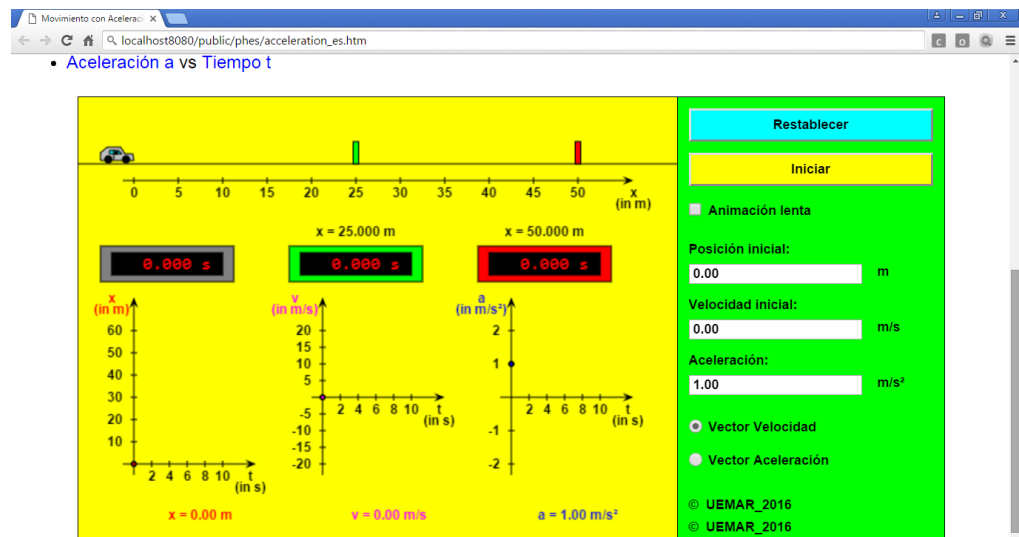 Movimiento con Aceleraci
localhost8080/public/phes/acceleration_es.htm
c o
• Aceleración a vs Tiempo t
0 5 10 15 20 25 30 35 40 45 50 x
(in m)
x = 25.000 m x = 50.000 m
0.000 s 0.000 s 0.000 s
x
(in m)
60
50
40
30
20
10
2 4 6 8 10 t
(in s)
x = 0.00 m
v
(in m/s)
20
15
10
5
2 4 6 8 10 t
(in s)
-5
-10
-15
-20
v = 0.00 m/s
a
(in m/s²)
2
1
2 4 6 8 10 t
(in s)
-1
-2
a = 1.00 m/s²
Restablecer
Iniciar
Animación lenta
Posición inicial:
0.00 m
Velocidad inicial:
0.00 m/s
Aceleración:
1.00 m/s²
Vector Velocidad
Vector Aceleración
© UEMAR_2016
© UEMAR_2016